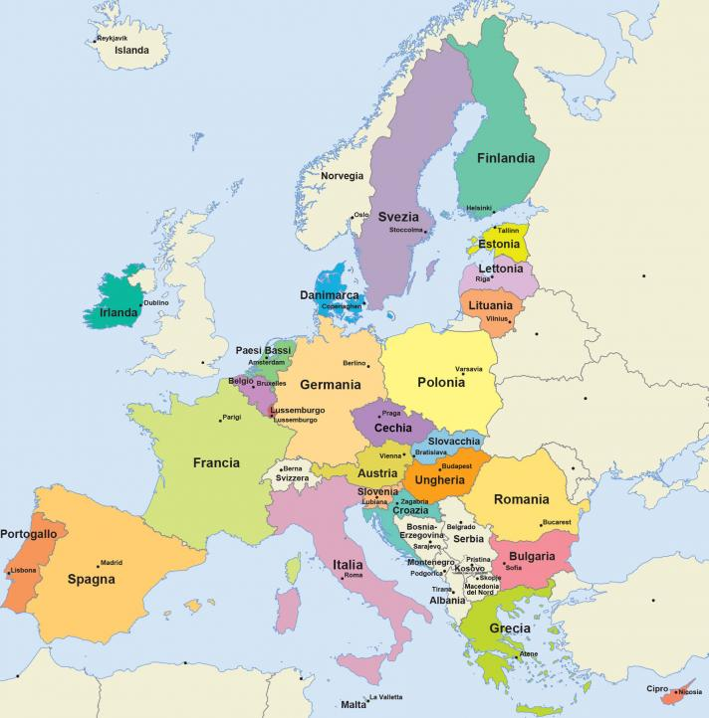 Reykjavik
Islanda
Finlandia
Norvegia
Helsinki
Oslo
Svezia
Stoccolma
Tallinn
Estonia
Lettonia
Riga
Danimarca
Copenaghen
Dublino
Irlanda
Lituania
Vilnius
Paesi Bassi
Amsterdam
Berlino
Varsavia
Belgio
Bruxelles
Germania
Polonia
Lussemburgo
Lussemburgo
Parigi
Praga
Cechia
Slovacchia
Bratislava
Vienna
Francia
Berna
Svizzera
Austria
Budapest
Ungheria
Slovenia
Lubiana
Zagabria
Croazia
Romania
Bucarest
Bosnia-
Erzegovina
Sarajevo
Belgrado
Serbia
Portogallo
Lisbona
Madrid
Spagna
Italia
Roma
Montenegro
Podgorica
Pristina
Kosovo
Bulgaria
Sofia
Skopje
Macedonia
del Nord
Tirana
Albania
Grecia
Atene
Malta
La Valletta
Cipro
Nicosia